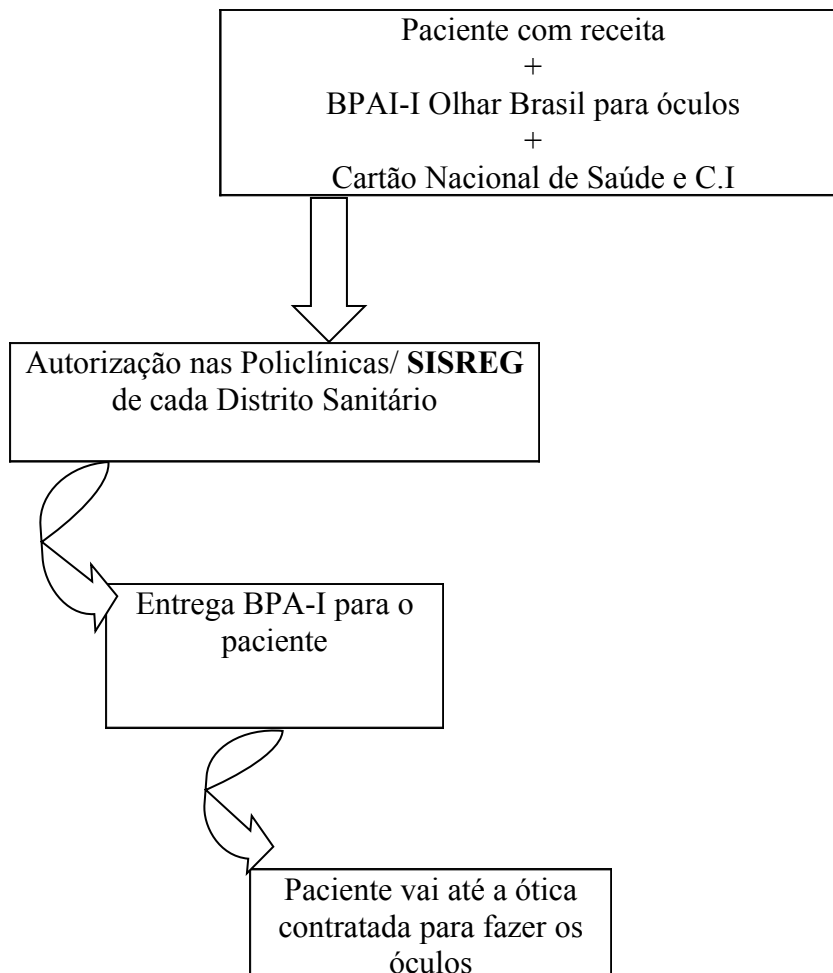 Paciente com receita
+
BPAI-I Olhar Brasil para óculos
+
Cartão Nacional de Saúde e C.I
Autorização nas Policlínicas/ SISREG
de cada Distrito Sanitário
Entrega BPA-I para o
paciente
Paciente vai até a ótica
contratada para fazer os
óculos